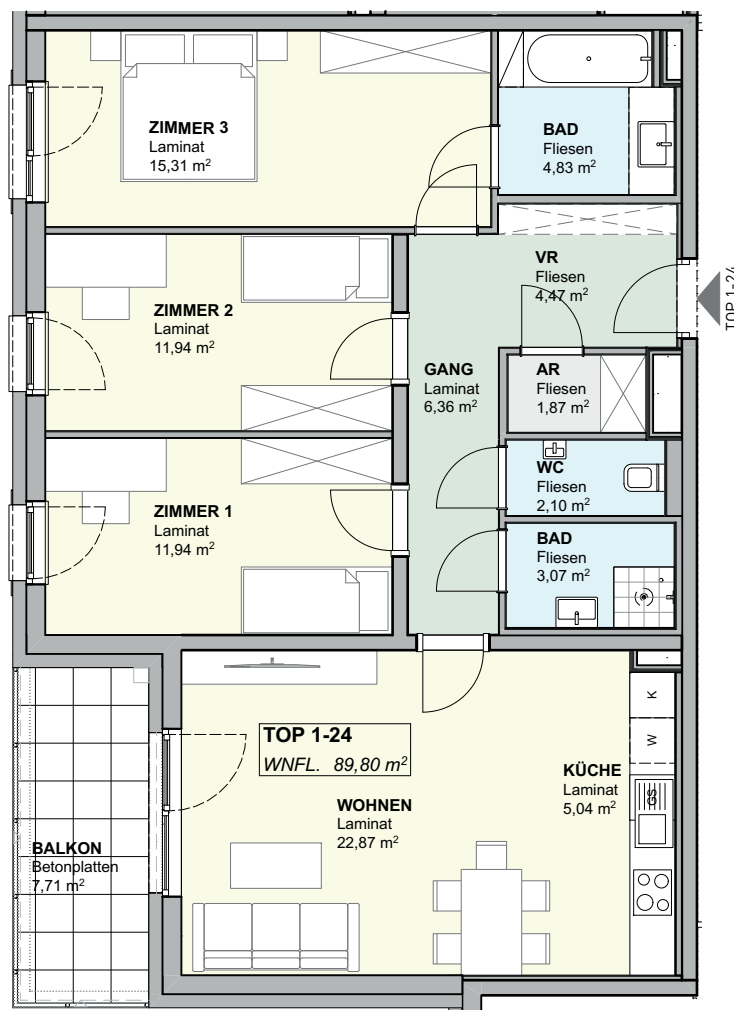 ZIMMER 3
Laminat
15,31 m²
BAD
Fliesen
4,83 m²
VR
Fliesen
4,47 m²
TOP 1-24
ZIMMER 2
Laminat
11,94 m²
GANG
Laminat
6,36 m²
AR
Fliesen
1,87 m²
WC
Fliesen
2,10 m²
ZIMMER 1
Laminat
11,94 m²
BAD
Fliesen
3,07 m²
TOP 1-24
WNFL. 89,80 m²
K
W
GS
KÜCHE
Laminat
5,04 m²
WOHNEN
Laminat
22,87 m²
BALKON
Betonplatten
7,71 m²